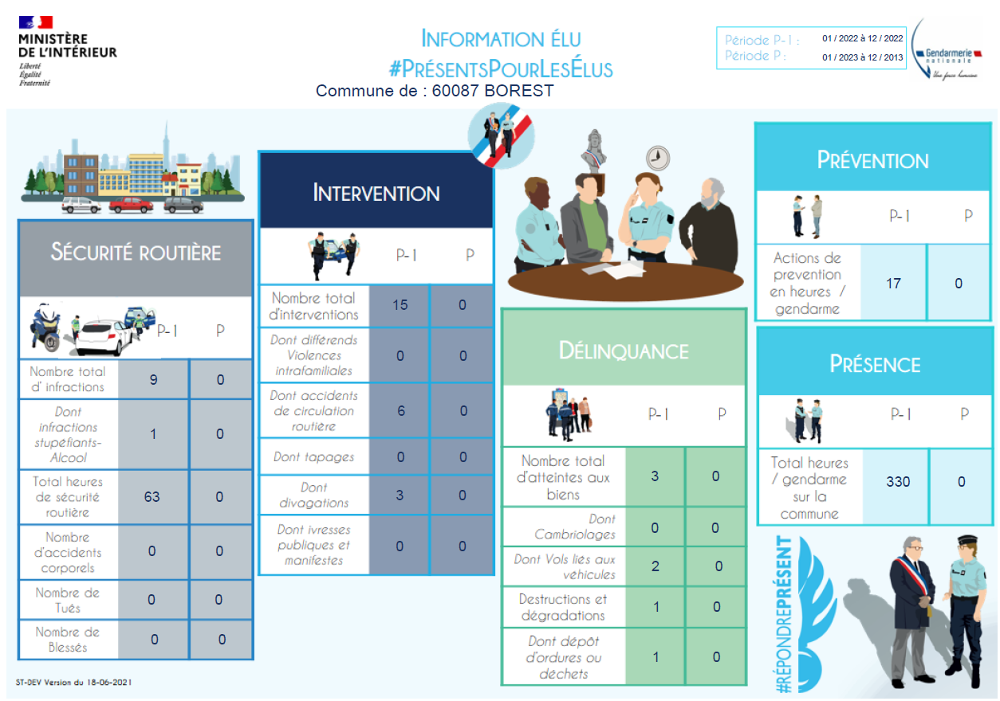 MINISTÈRE
DE L'INTÉRIEUR
Liberté
Égalité
Fraternité
INFORMATION ÉLU
#PRÉSENTSPOURLESÉLUS
Commune de : 60087 BOREST
Période P-1 : 01 / 2022 à 12 / 2022
Période P : 01 / 2023 à 12 / 2013
Gendarmerie
nationale
Une force humaine
SÉCURITÉ ROUTIÈRE
P-1 P
Nombre total
d' infractions
9 0
Dont
infractions
stupéfiants-
Alcool
1 0
Total heures
de sécurité
routière
63 0
Nombre
d'accidents
corporels
0 0
Nombre de
Tués
0 0
Nombre de
Blessés
0 0
ST-DEV Version du 18-06-2021
INTERVENTION
P-1 P
Nombre total
d'interventions
15 0
Dont différends
Violences
intrafamiliales
0 0
Dont accidents
de circulation
routière
6 0
Dont tapages
0 0
Dont
divagations
3 0
Dont ivresses
publiques et
manifestes
0 0
DÉLINQUANCE
P-1 P
Nombre total
d'atteintes aux
biens
3 0
Dont
Cambriolages
0 0
Dont Vols liés aux
véhicules
2 0
Destructions et
dégradations
1 0
Dont dépôt
d'ordures ou
déchets
1 0
PRÉVENTION
P-1 P
Actions de
prevention
en heures /
gendarme
17 0
PRÉSENCE
P-1 P
Total heures
/ gendarme
sur la
commune
330 0
#RÉPONDREPRÉSENT